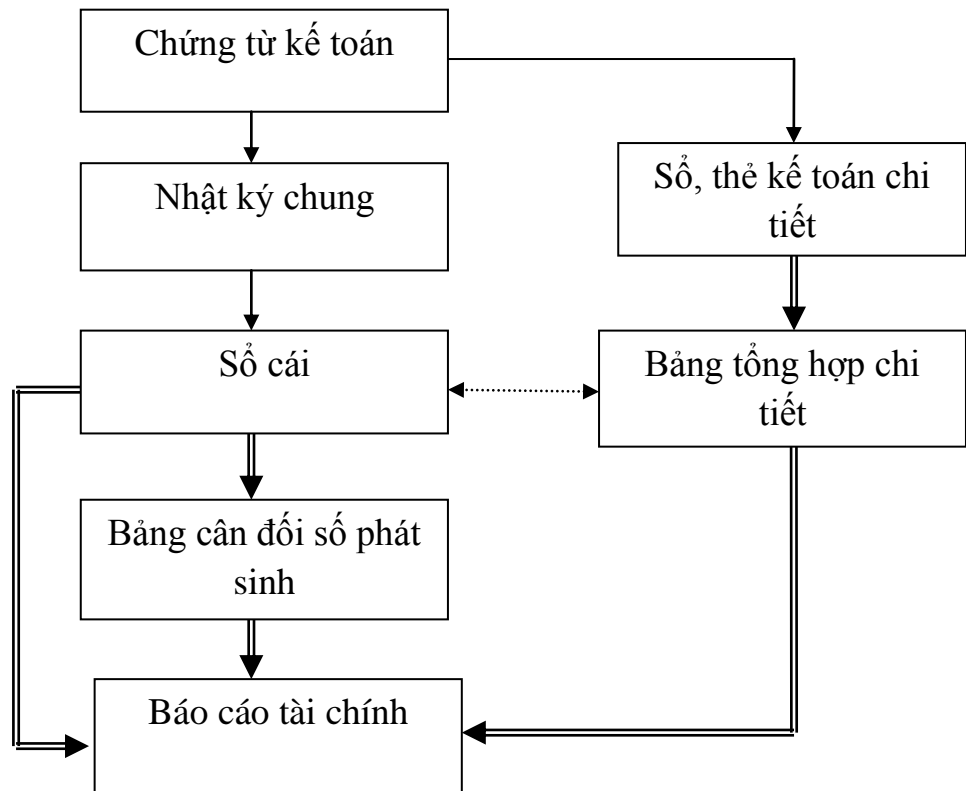 Chứng từ kế toán
Nhật ký chung
Sổ, thẻ kế toán chi
tiết
Sổ cái
Bảng tổng hợp chi
tiết
Bảng cân đối số phát
sinh
Báo cáo tài chính